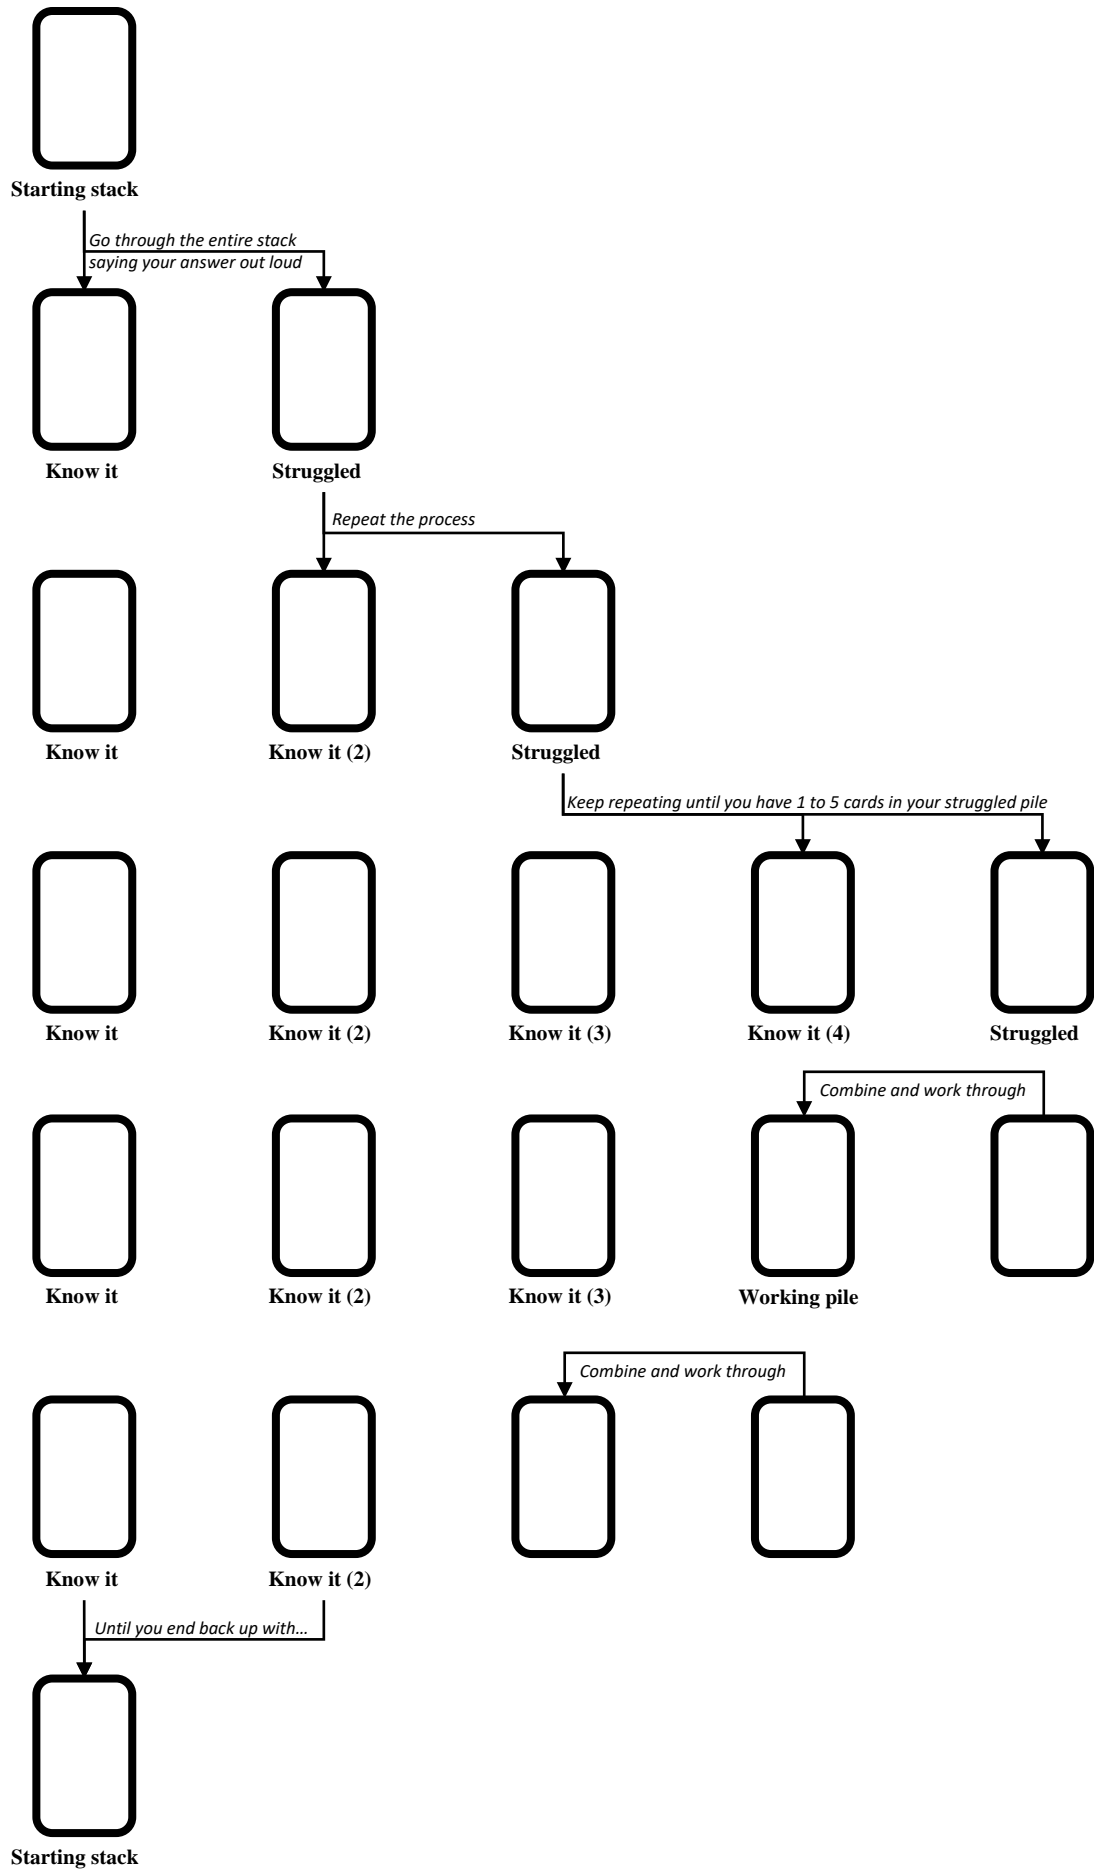 Starting stack
Go through the entire stack
saying your answer out loud
Know it
Struggled
Repeat the process
Know it
Know it (2)
Struggled
Keep repeating until you have 1 to 5 cards in your struggled pile
Know it
Know it (2)
Know it (3)
Know it (4)
Struggled
Combine and work through
Know it
Know it (2)
Know it (3)
Working pile
Combine and work through
Know it
Know it (2)
Until you end back up with…
Starting stack